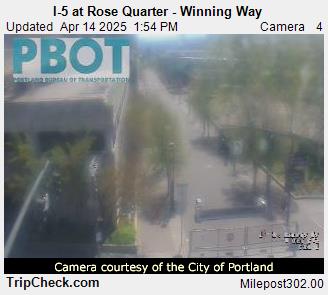 I-5 at Rose Quarter - Winning Way
Updated Apr 14 2025 1:54 PM Camera 4
PBOT
PORTLAND BUREAU OF TRANSPORTATION
Camera courtesy of the City of Portland
TripCheck.com Milepost302.00